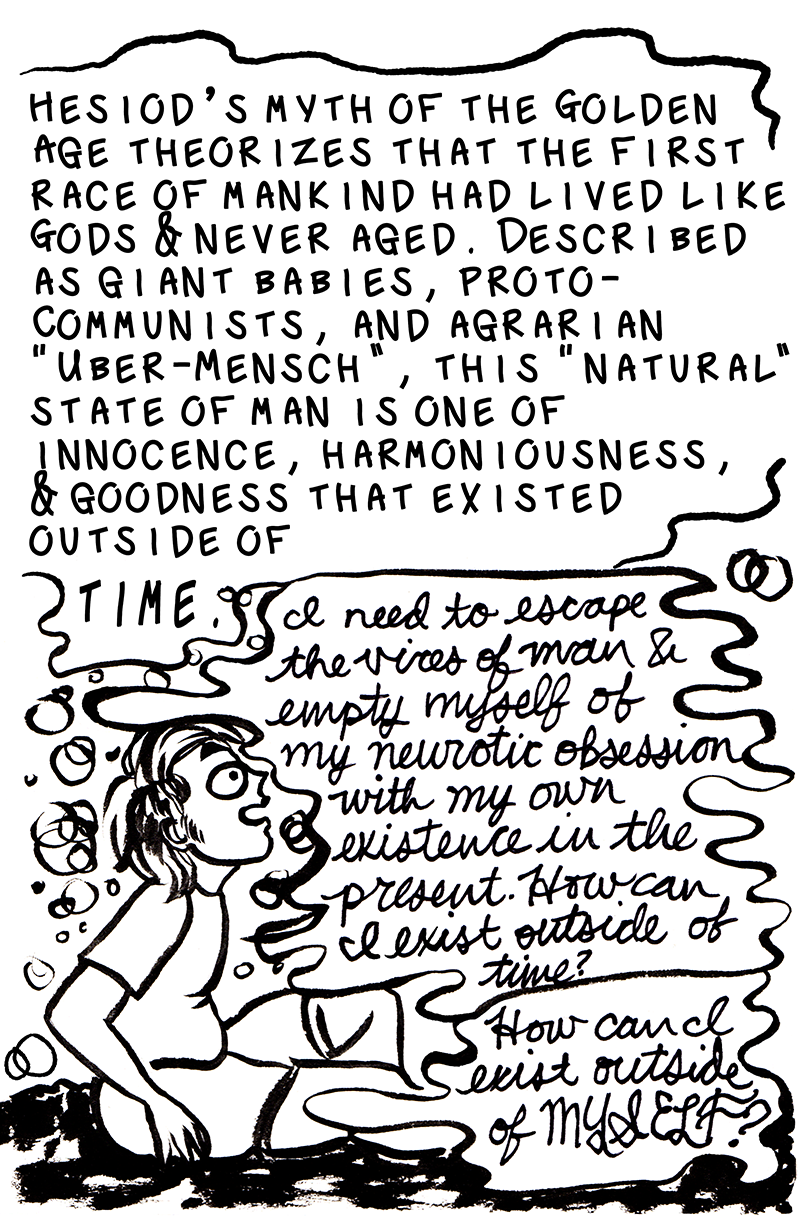 HESIOD'S MYTH OF THE GOLDEN
AGE THEORIZES THAT THE FIRST
RACE OF MANKIND HAD LIVED LIKE
GODS & NEVER AGED. DESCRIBED
AS GIANT BABIES, PROTO-
COMMUNISTS, AND AGRARIAN
"UBER-MENSCH", THIS "NATURAL"
STATE OF MAN IS ONE OF
INNOCENCE, HARMONIOUSNESS,
& GOODNESS THAT EXISTED
OUTSIDE OF
TIME.
I need to escape
the vices of man &
empty myself of
my neurotic obsession
with my own
existence in the
present. How can
I exist outside of
time?
How can I
exist outside
of MYSELF?